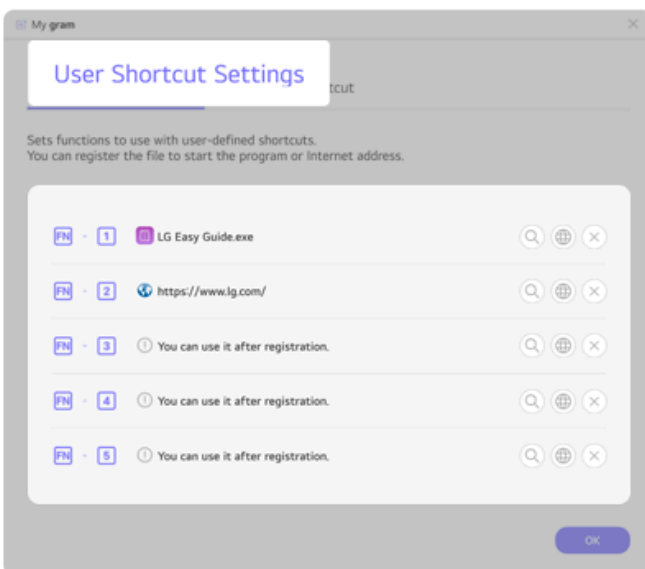 My gram
User Shortcut Settings
tcut
Sets functions to use with user-defined shortcuts.
You can register the file to start the program or Internet address.
FN 1 LG Easy Guide.exe
FN 2 https://www.lg.com/
FN 3 You can use it after registration.
FN 4 You can use it after registration.
FN 5 You can use it after registration.
OK